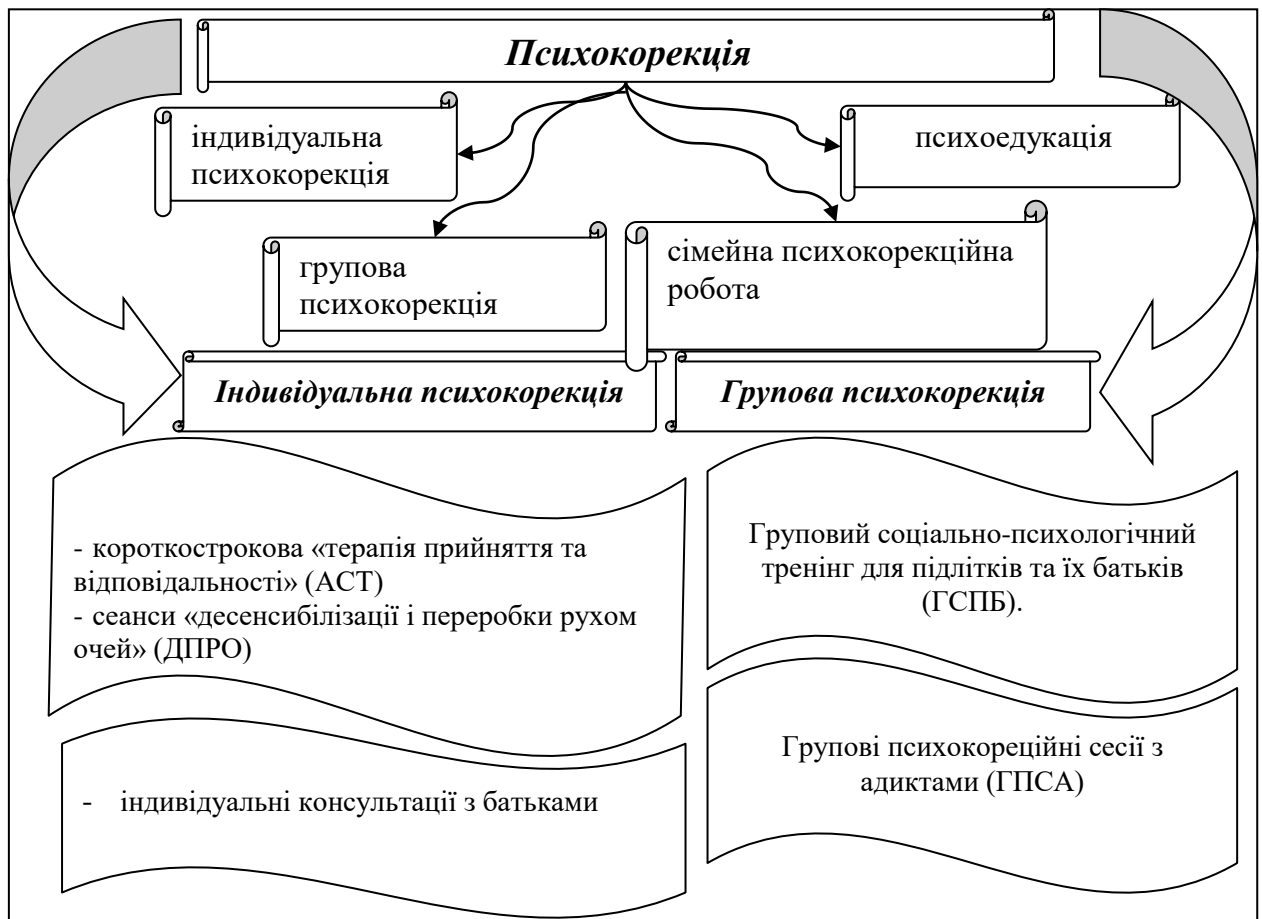 Психокорекція
індивідуальна
психокорекція
психоедукація
групова
психокорекція
сімейна психокорекційна
робота
Індивідуальна психокорекція
Групова психокорекція
- короткострокова «терапія прийняття та
відповідальності» (АСТ)
- сеанси «десенсибілізації і переробки рухом
очей» (ДПРО)
- індивідуальні консультації з батьками
Груповий соціально-психологічний
тренінг для підлітків та їх батьків
(ГСПБ).
Групові психокореційні сесії з
адиктами (ГПСА)